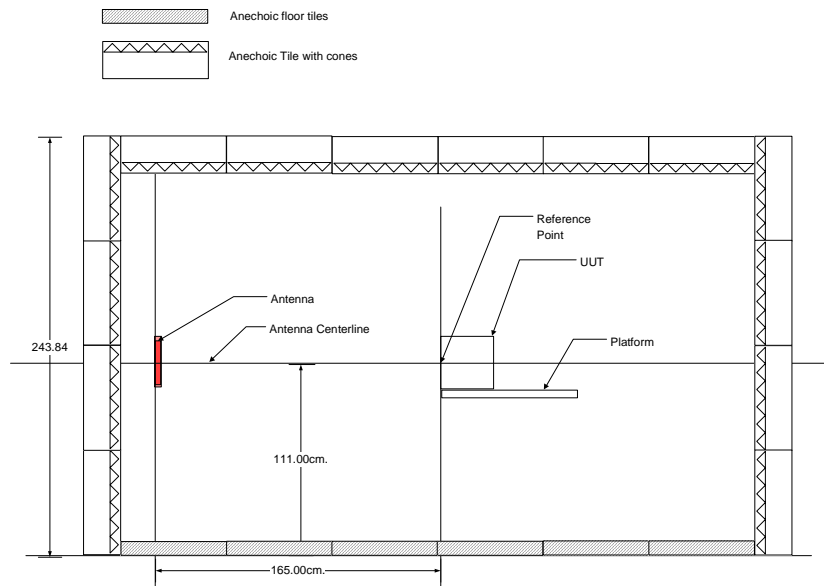 Anechoic floor tiles
Anechoic Tile with cones
Reference
Point
UUT
Antenna
Antenna Centerline
Platform
243.84
111.00cm.
165.00cm.